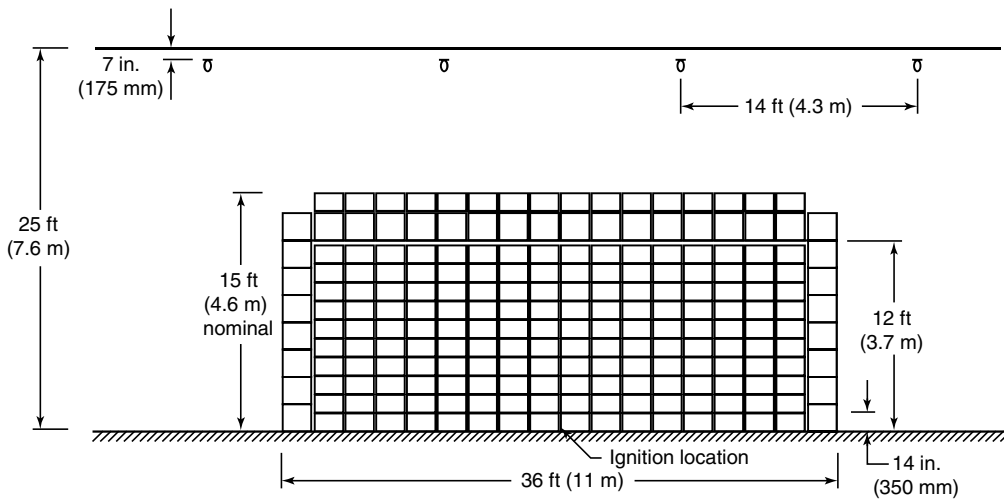 7 in.
(175 mm)
14 ft (4.3 m)
25 ft
(7.6 m)
15 ft
(4.6 m)
nominal
12 ft
(3.7 m)
Ignition location
36 ft (11 m)
14 in.
(350 mm)